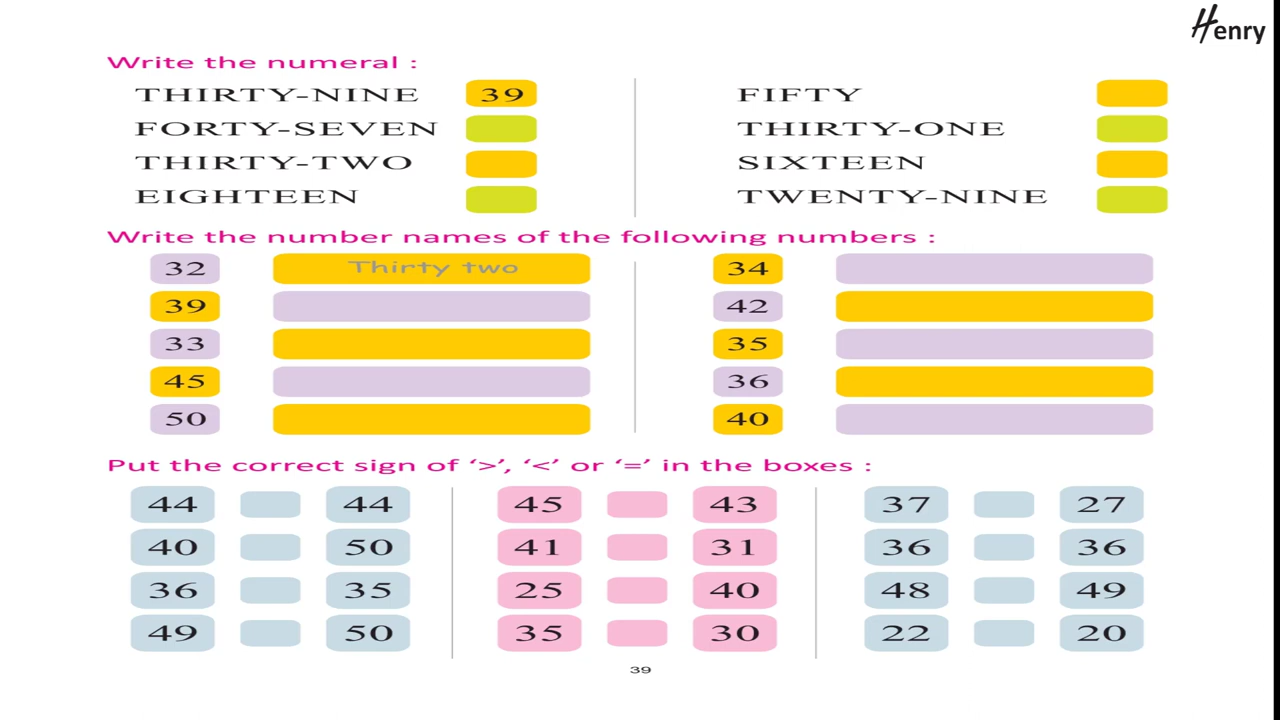 Henry
Write the numeral :
THIRTY-NINE 39 FIFTY
FORTY-SEVEN THIRTY-ONE
THIRTY-TWO SIXTEEN
EIGHTEEN TWENTY-NINE
Write the number names of the following numbers :
32 Thirty two 34
39 42
33 35
45 36
50 40
Put the correct sign of ‘>’, ‘<’ or ‘=’ in the boxes :
44 44 45 43 37 27
40 50 41 31 36 36
36 35 25 40 48 49
49 50 35 30 22 20
39